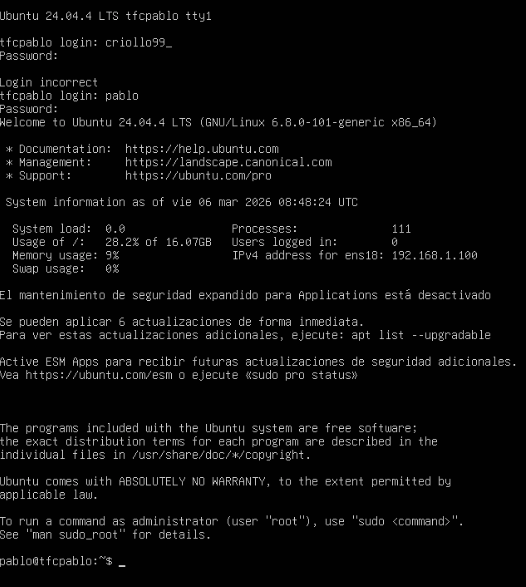 Ubuntu 24.04.4 LTS tfcpablo tty1
tfcpablo login: criollo99_
Password:
Login incorrect
tfcpablo login: pablo
Password:
Welcome to Ubuntu 24.04.4 LTS (GNU/Linux 6.8.0-101-generic x86_64)
* Documentation: https://help.ubuntu.com
* Management: https://landscape.canonical.com
* Support: https://ubuntu.com/pro
System information as of vie 06 mar 2026 08:48:24 UTC
System load: 0.0 Processes: 111
Usage of /: 28.2% of 16.07GB Users logged in: 0
Memory usage: 9% IPv4 address for ens18: 192.168.1.100
Swap usage: 0%
El mantenimiento de seguridad expandido para Applications está desactivado
Se pueden aplicar 6 actualizaciones de forma inmediata.
Para ver estas actualizaciones adicionales, ejecute: apt list --upgradable
Active ESM Apps para recibir futuras actualizaciones de seguridad adicionales.
Vea https://ubuntu.com/esm o ejecute «sudo pro status»
The programs included with the Ubuntu system are free software;
the exact distribution terms for each program are described in the
individual files in /usr/share/doc/*/copyright.
Ubuntu comes with ABSOLUTELY NO WARRANTY, to the extent permitted by
applicable law.
To run a command as administrator (user "root"), use "sudo <command>".
See "man sudo_root" for details.
pablo@tfcpablo:~$ _